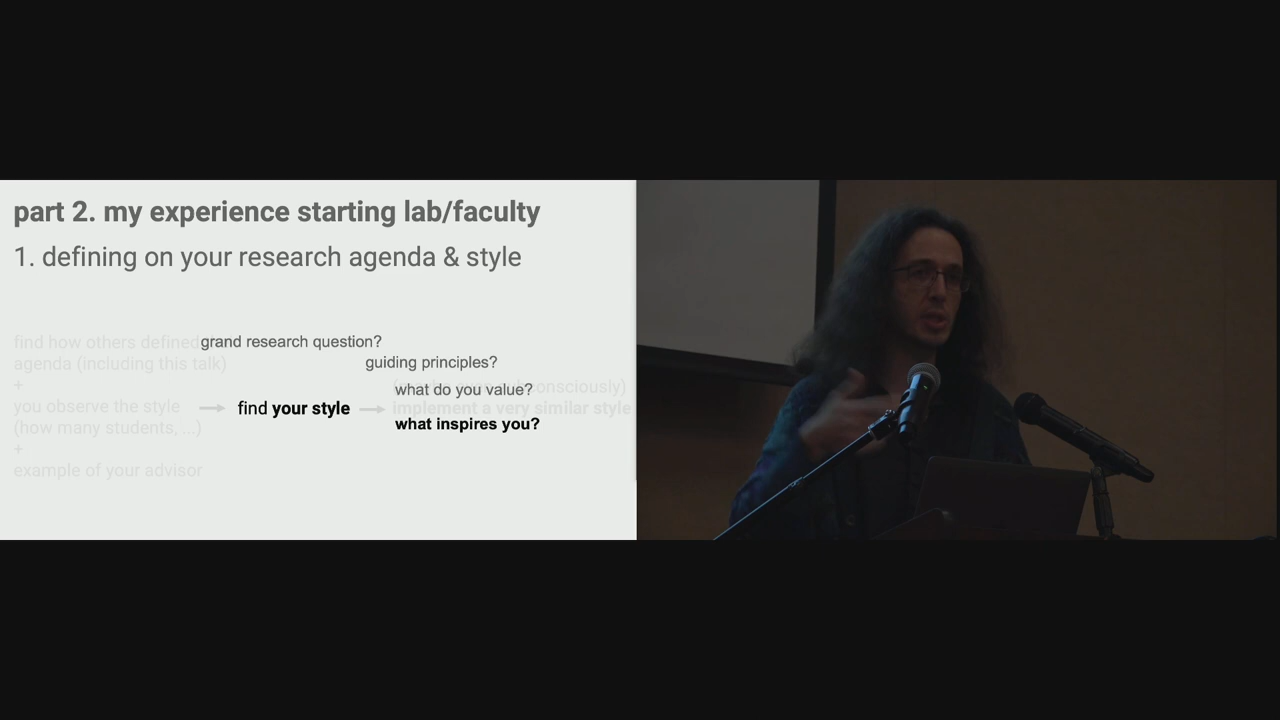 part 2. my experience starting lab/faculty
1. defining on your research agenda & style
find how others defined
grand research question?
agenda (including this talk)
guiding principles?
+
what do you value?
consciously)
you observe the style
find your style
implement a very similar style
(how many students, ...)
what inspires you?
+
example of your advisor